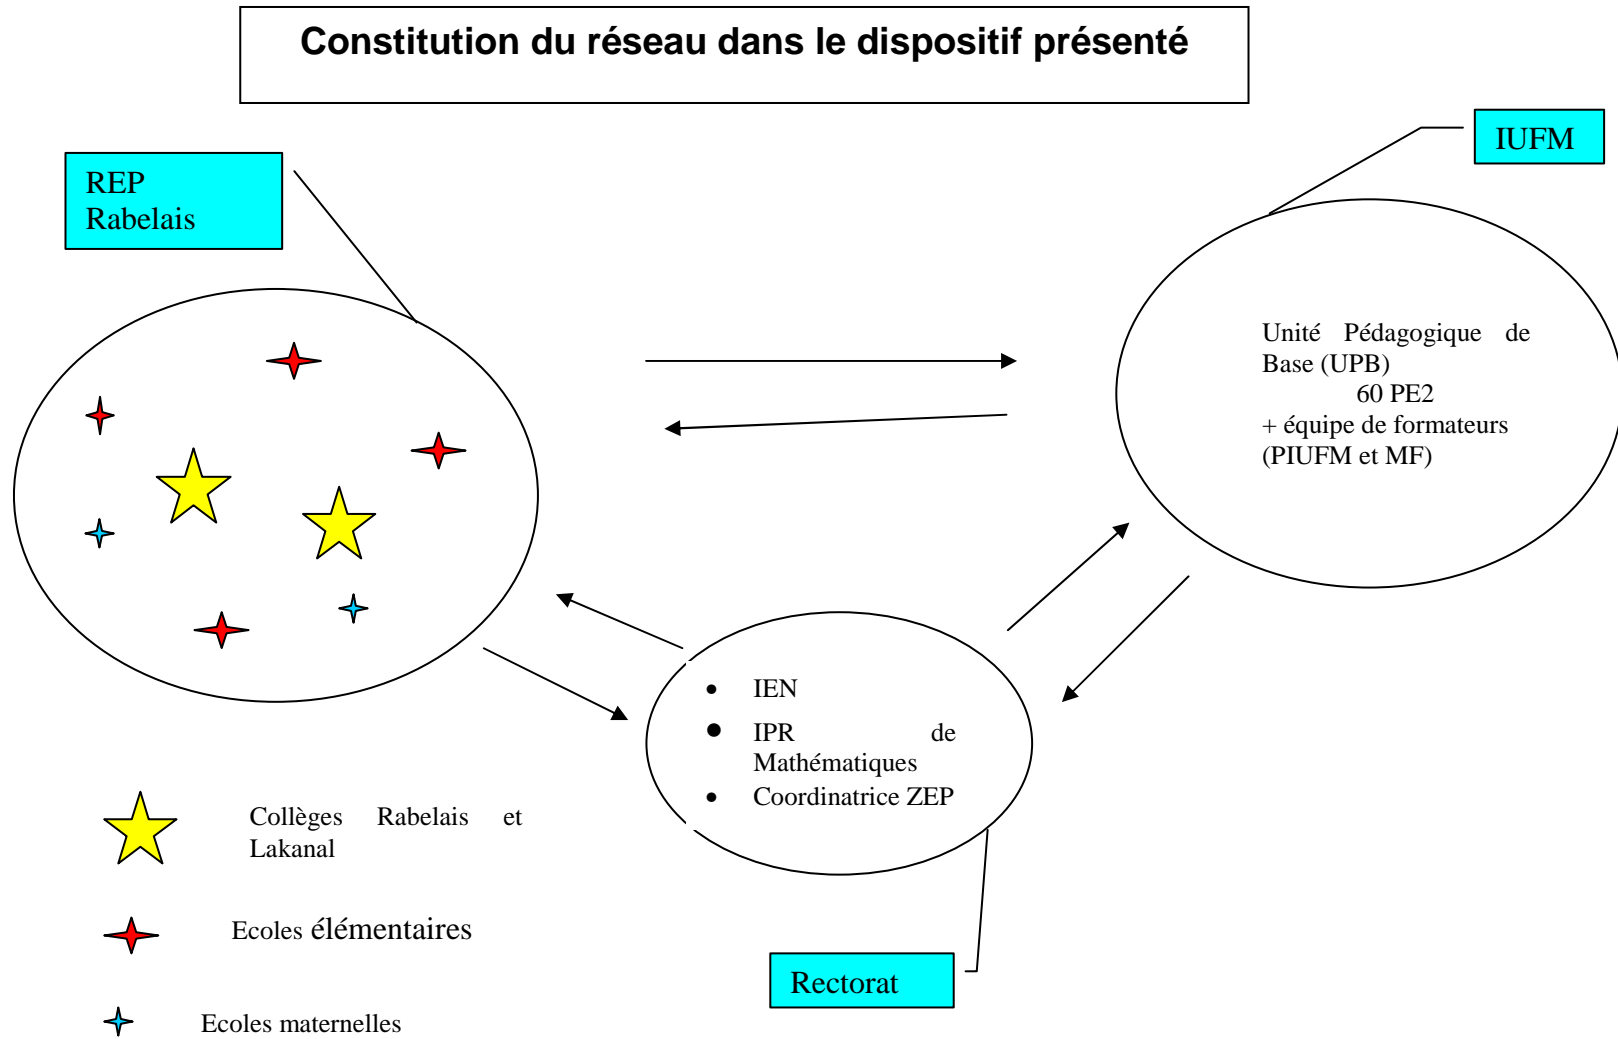 Constitution du réseau dans le dispositif présenté
IUFM
REP
Rabelais
Unité Pédagogique de
Base (UPB)
60 PE2
+ équipe de formateurs
(PIUFM et MF)
• IEN
• IPR de
Mathématiques
• Coordinatrice ZEP
Collèges Rabelais et
Lakanal
Ecoles élémentaires
Rectorat
Ecoles maternelles